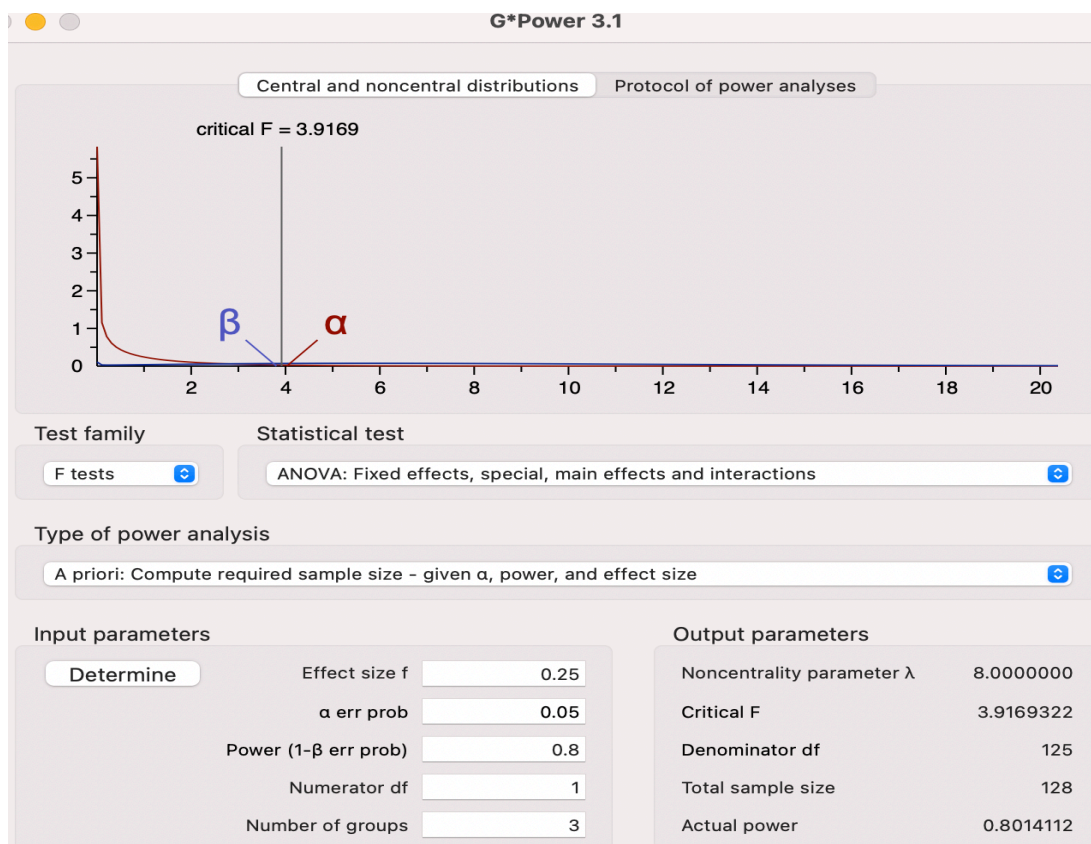 G*Power 3.1
Central and noncentral distributions Protocol of power analyses
critical F = 3.9169
5
4
3
2
1
0
β α
2 4 6 8 10 12 14 16 18 20
Test family Statistical test
F tests ANOVA: Fixed effects, special, main effects and interactions
Type of power analysis
A priori: Compute required sample size - given α, power, and effect size
Input parameters Output parameters
Determine Effect size f 0.25 Noncentrality parameter λ 8.0000000
α err prob 0.05 Critical F 3.9169322
Power (1-β err prob) 0.8 Denominator df 125
Numerator df 1 Total sample size 128
Number of groups 3 Actual power 0.8014112